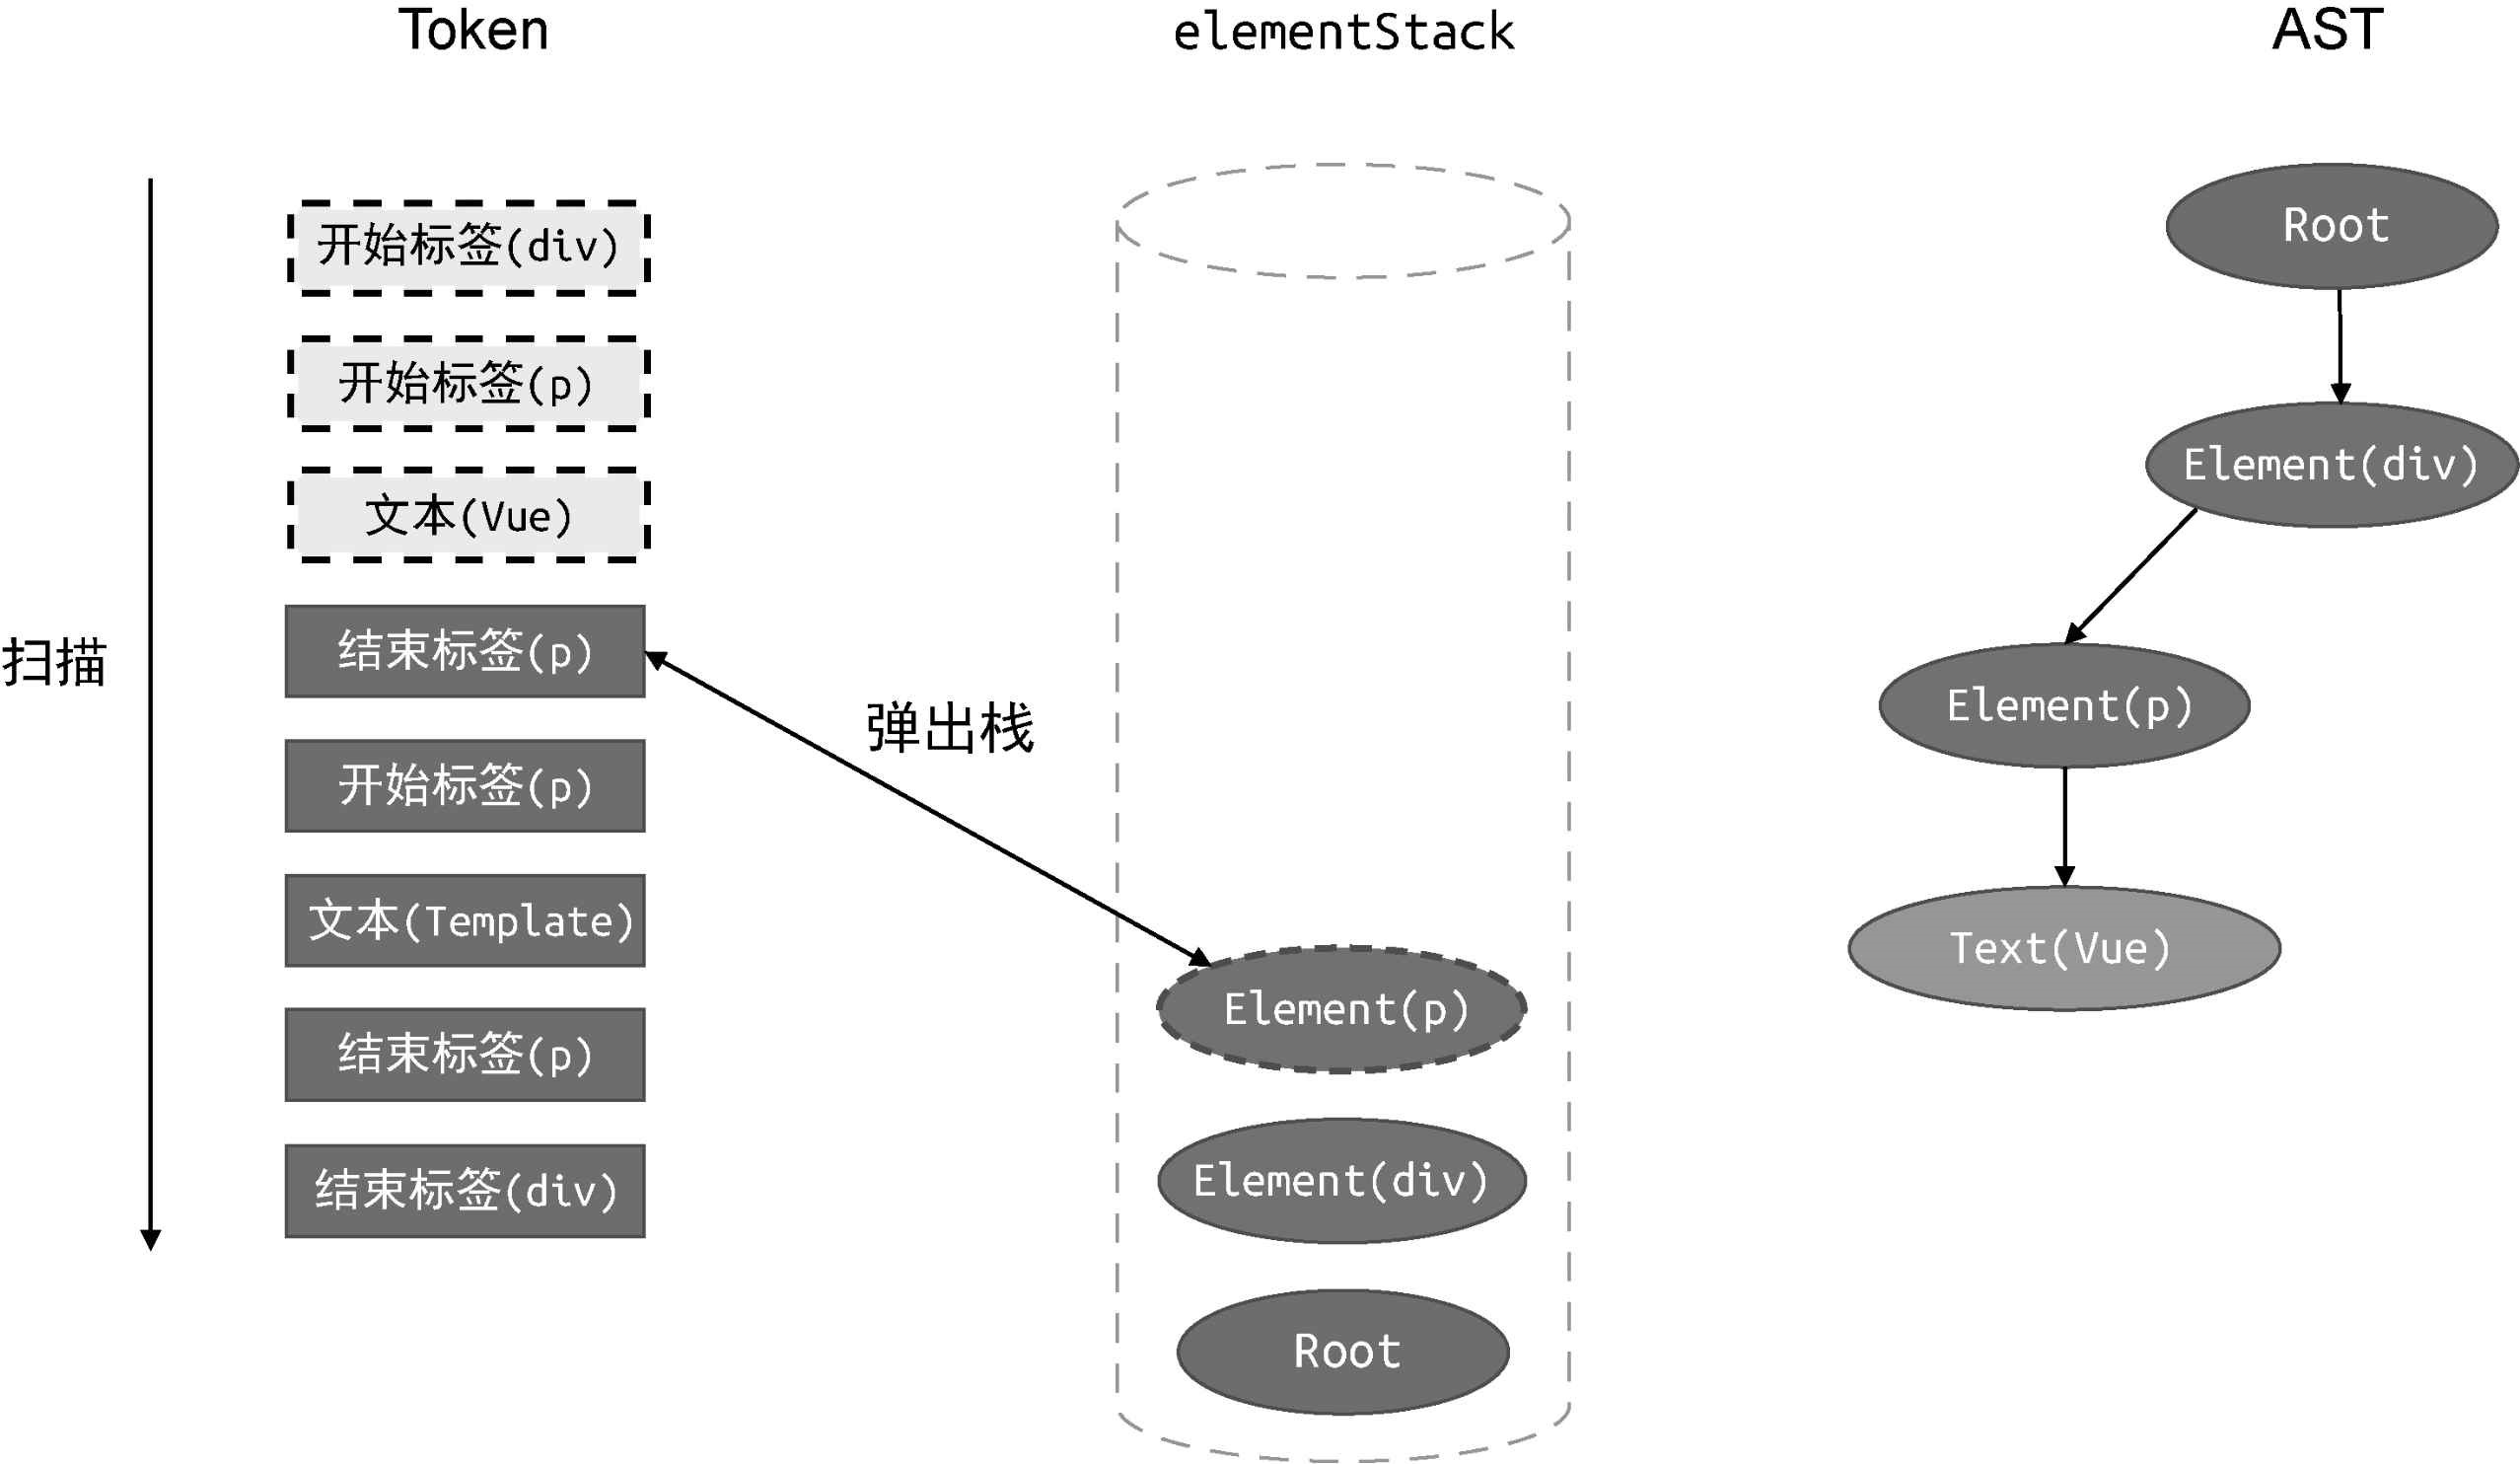 Token
elementStack
AST
扫描
开始标签(div)
开始标签(p)
文本(Vue)
结束标签(p)
开始标签(p)
文本(Template)
结束标签(p)
结束标签(div)
弹出栈
Element(p)
Element(div)
Root
Root
Element(div)
Element(p)
Text(Vue)